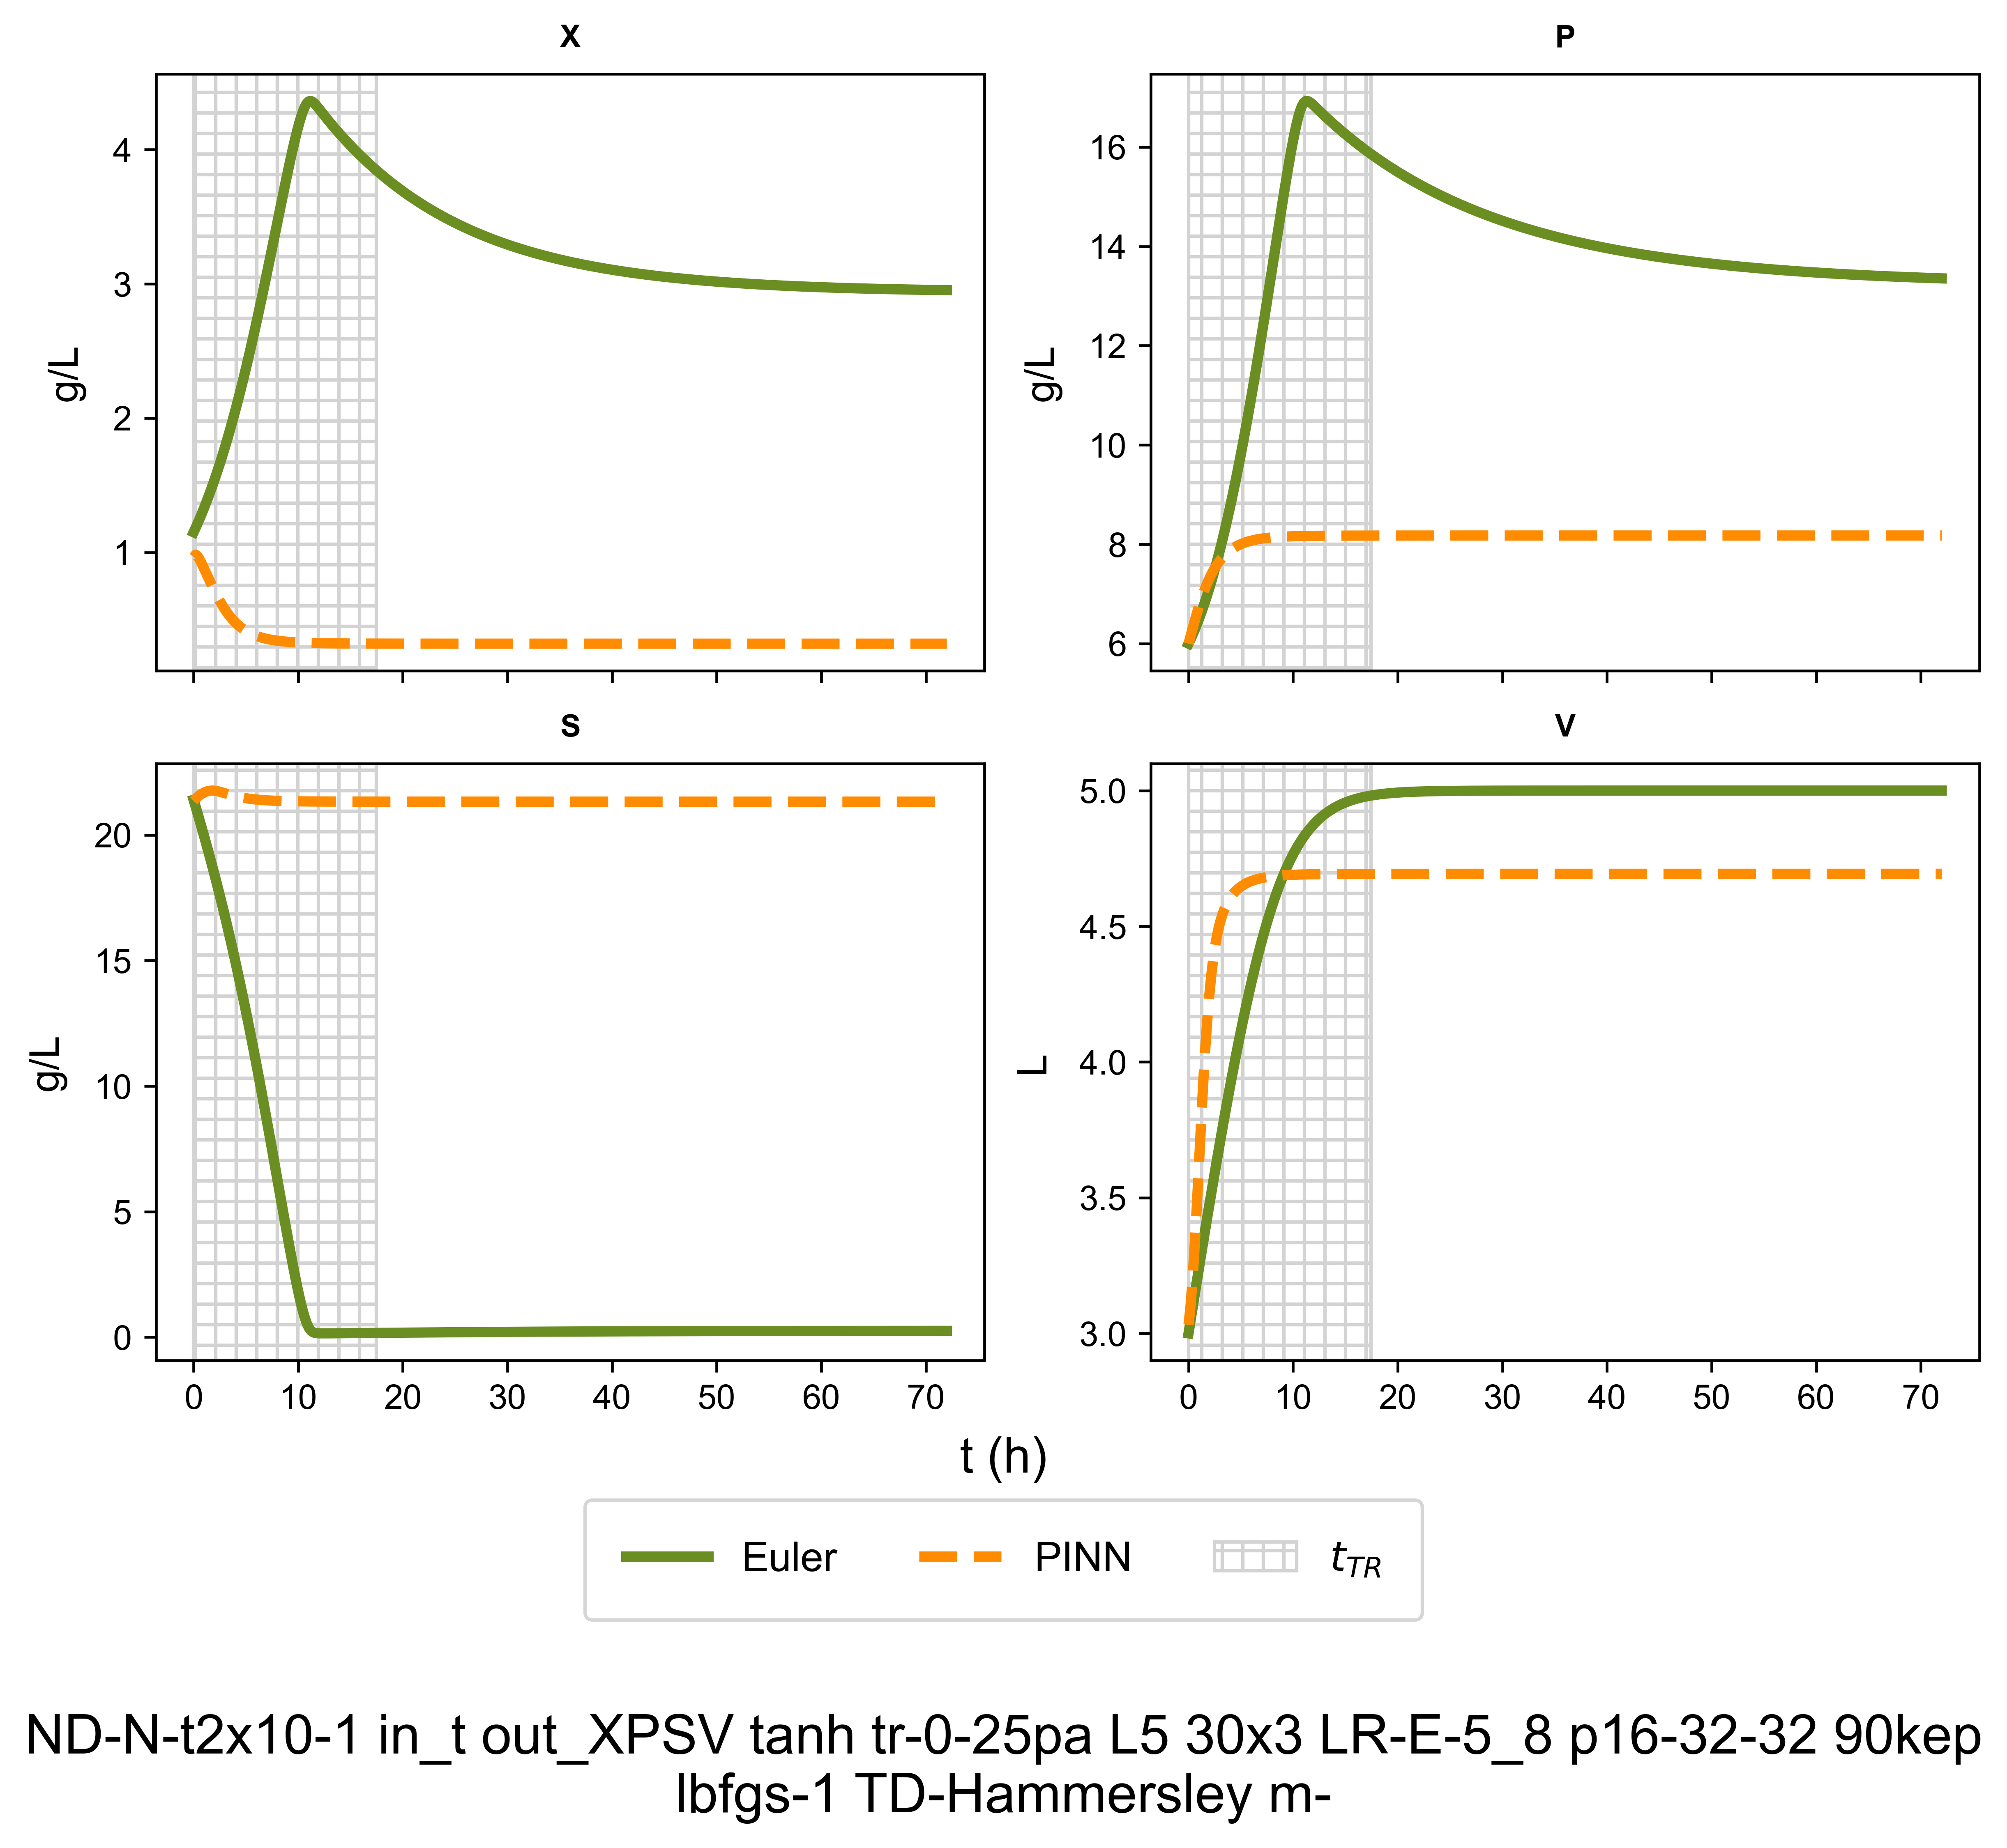 X
P
4
3
2
1
g/L
16
14
12
10
8
6
g/L
S
V
20
15
10
5
0
g/L
5.0
4.5
4.0
3.5
3.0
L
0 10 20 30 40 50 60 70
0 10 20 30 40 50 60 70
t (h)
Euler PINN t_TR
ND-N-t2x10-1 in_t out_XPSV tanh tr-0-25pa L5 30x3 LR-E-5_8 p16-32-32 90kep
lbfgs-1 TD-Hammersley m-